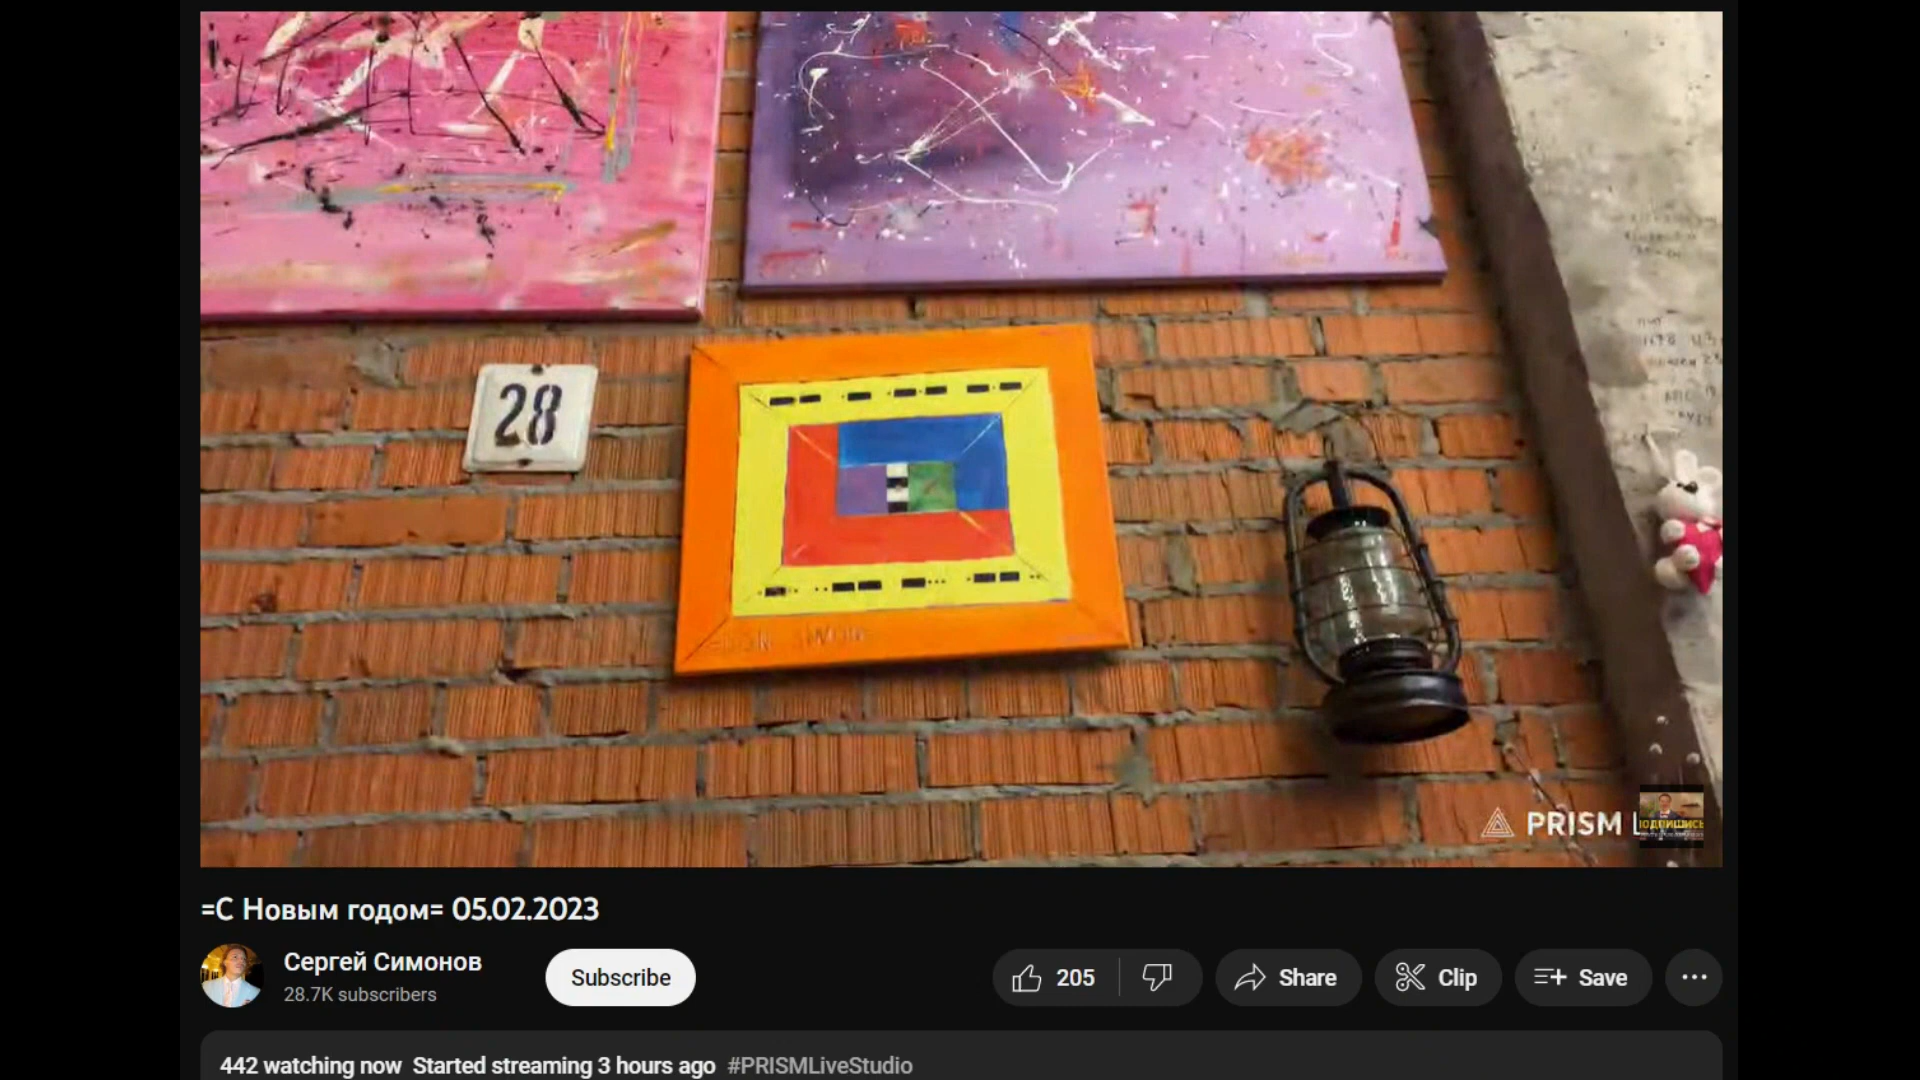 28
PRISM L
ПОДПИШИСЬ
=С Новым годом= 05.02.2023
Сергей Симонов
28.7K subscribers
Subscribe
205
Share
Clip
Save
442 watching now Started streaming 3 hours ago #PRISMLiveStudio